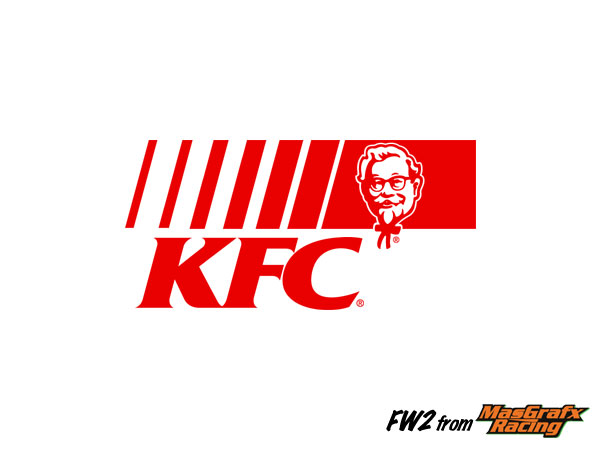 ®
KFC®
FW2 from MasGrafx
Racing